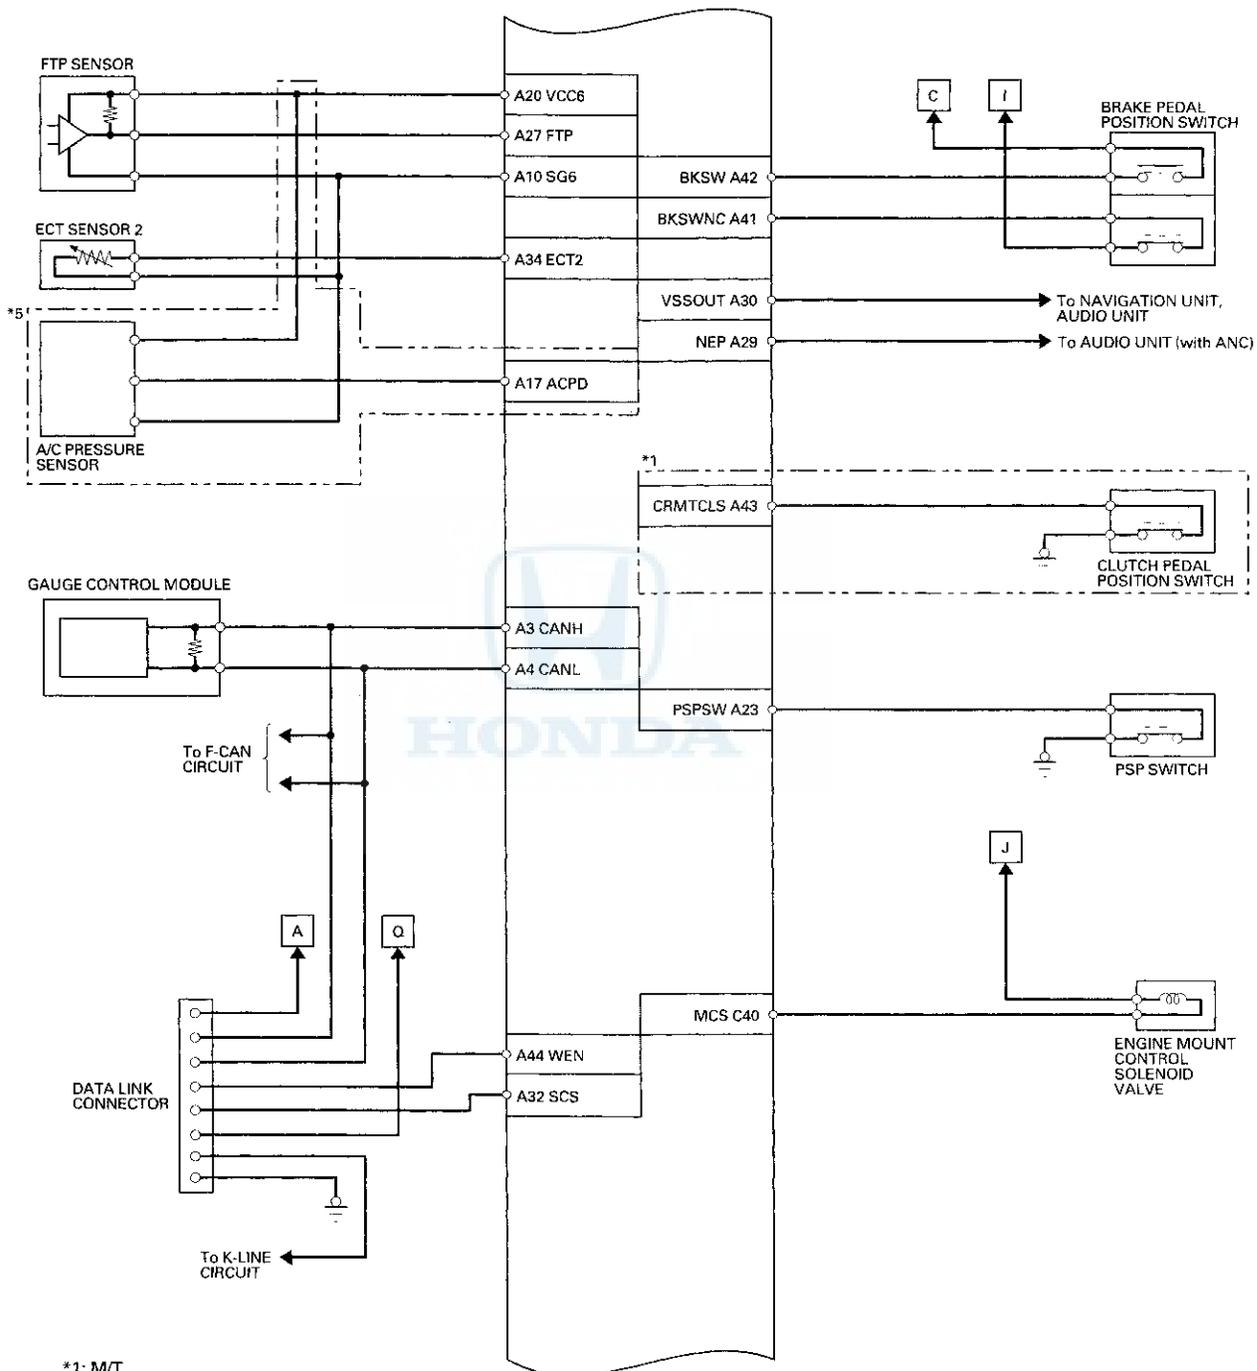 FTP SENSOR
A20 VCC6
A27 FTP
A10 SG6
BKSW A42
C
I
BRAKE PEDAL
POSITION SWITCH
BKSWNC A41
ECT SENSOR 2
A34 ECT2
VSSOUT A30
To NAVIGATION UNIT,
AUDIO UNIT
*5
NEP A29
To AUDIO UNIT (with ANC)
A17 ACPD
A/C PRESSURE
SENSOR
*1
CRMTCLS A43
CLUTCH PEDAL
POSITION SWITCH
GAUGE CONTROL MODULE
A3 CANH
A4 CANL
PSPSW A23
HONDA
To F-CAN
CIRCUIT
PSP SWITCH
J
A
Q
MCS C40
A44 WEN
A32 SCS
ENGINE MOUNT
CONTROL
SOLENOID
VALVE
DATA LINK
CONNECTOR
To K-LINE
CIRCUIT
*1: M/T